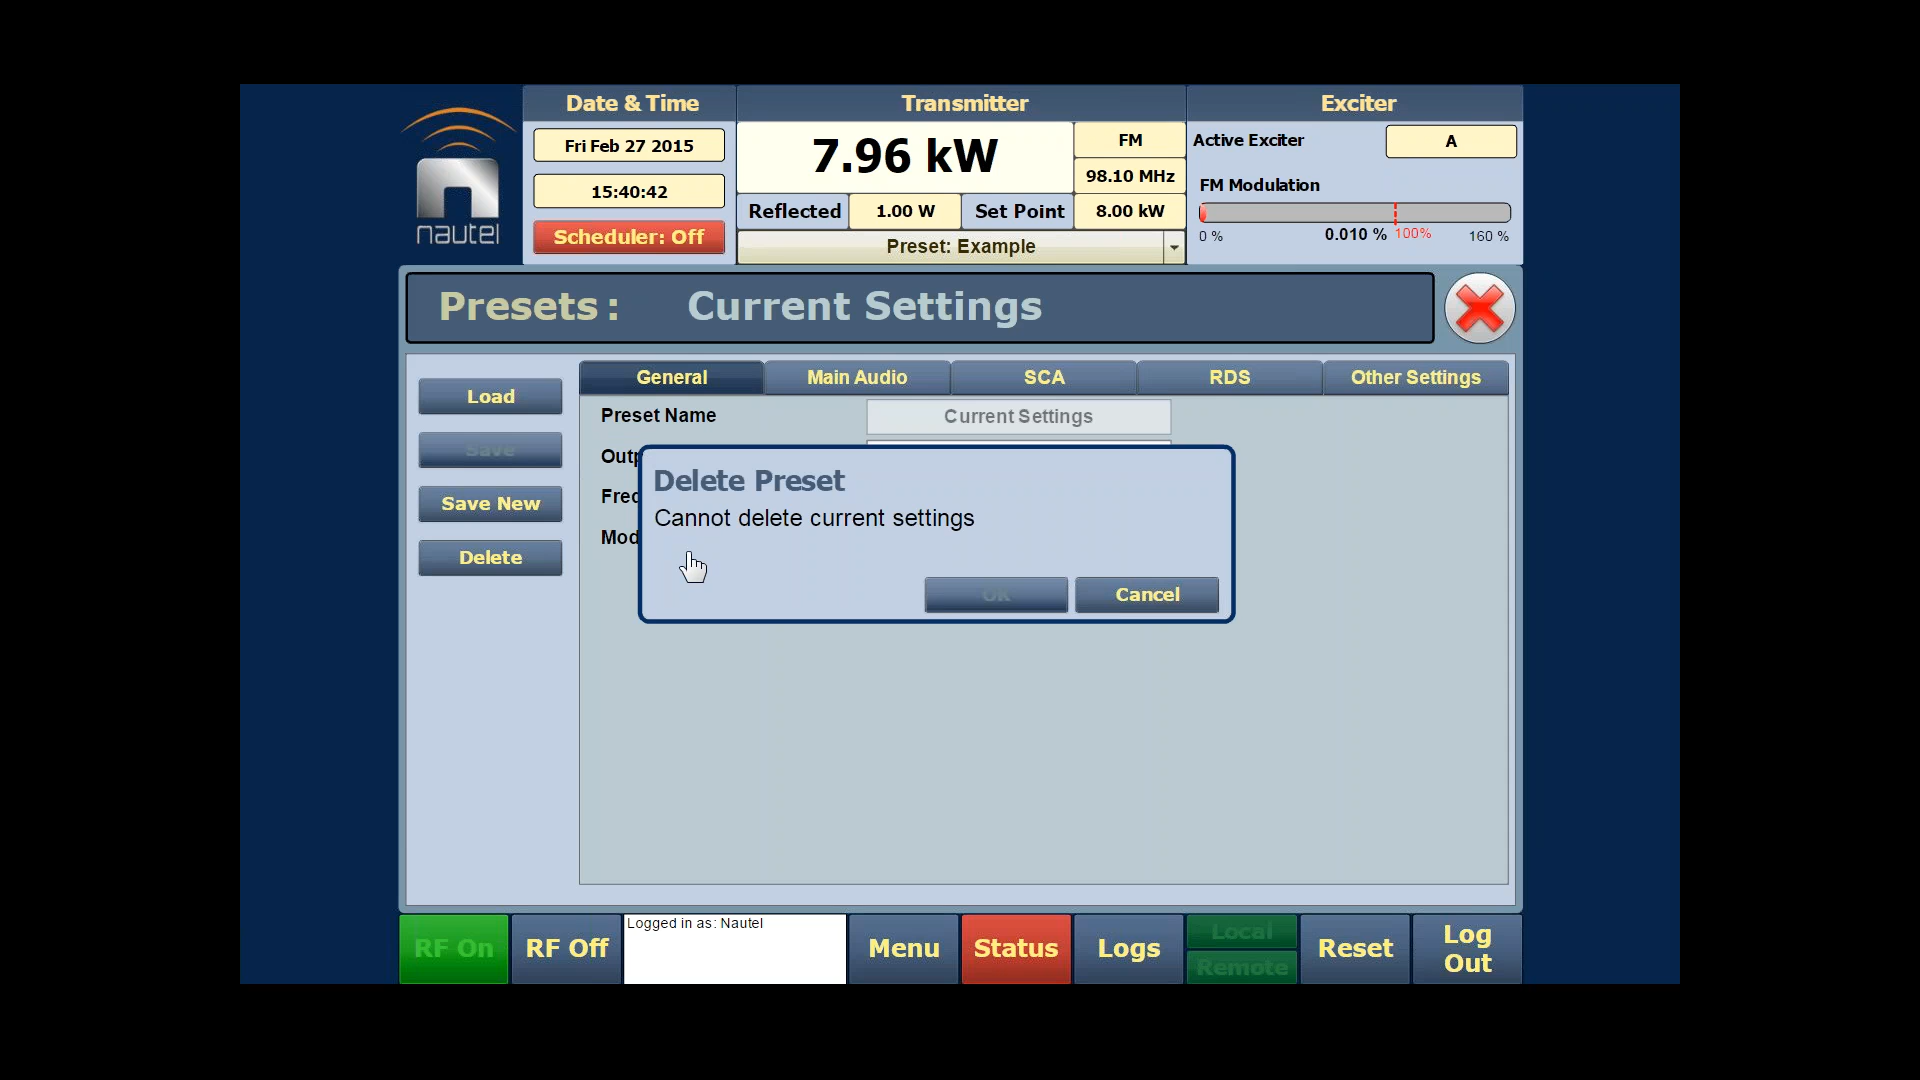 nautel
Date & Time
Fri Feb 27 2015
15:40:42
Scheduler: Off
Transmitter
7.96 kW
FM
98.10 MHz
Reflected
1.00 W
Set Point
8.00 kW
Preset: Example
Exciter
Active Exciter
A
FM Modulation
0 %
0.010 %
100%
160 %
Presets: Current Settings
Load
Save
Save New
Delete
General
Main Audio
SCA
RDS
Other Settings
Preset Name
Current Settings
Outp
Delete Preset
Cannot delete current settings
OK
Cancel
RF On
RF Off
Logged in as: Nautel
Menu
Status
Logs
Local
Remote
Reset
Log
Out